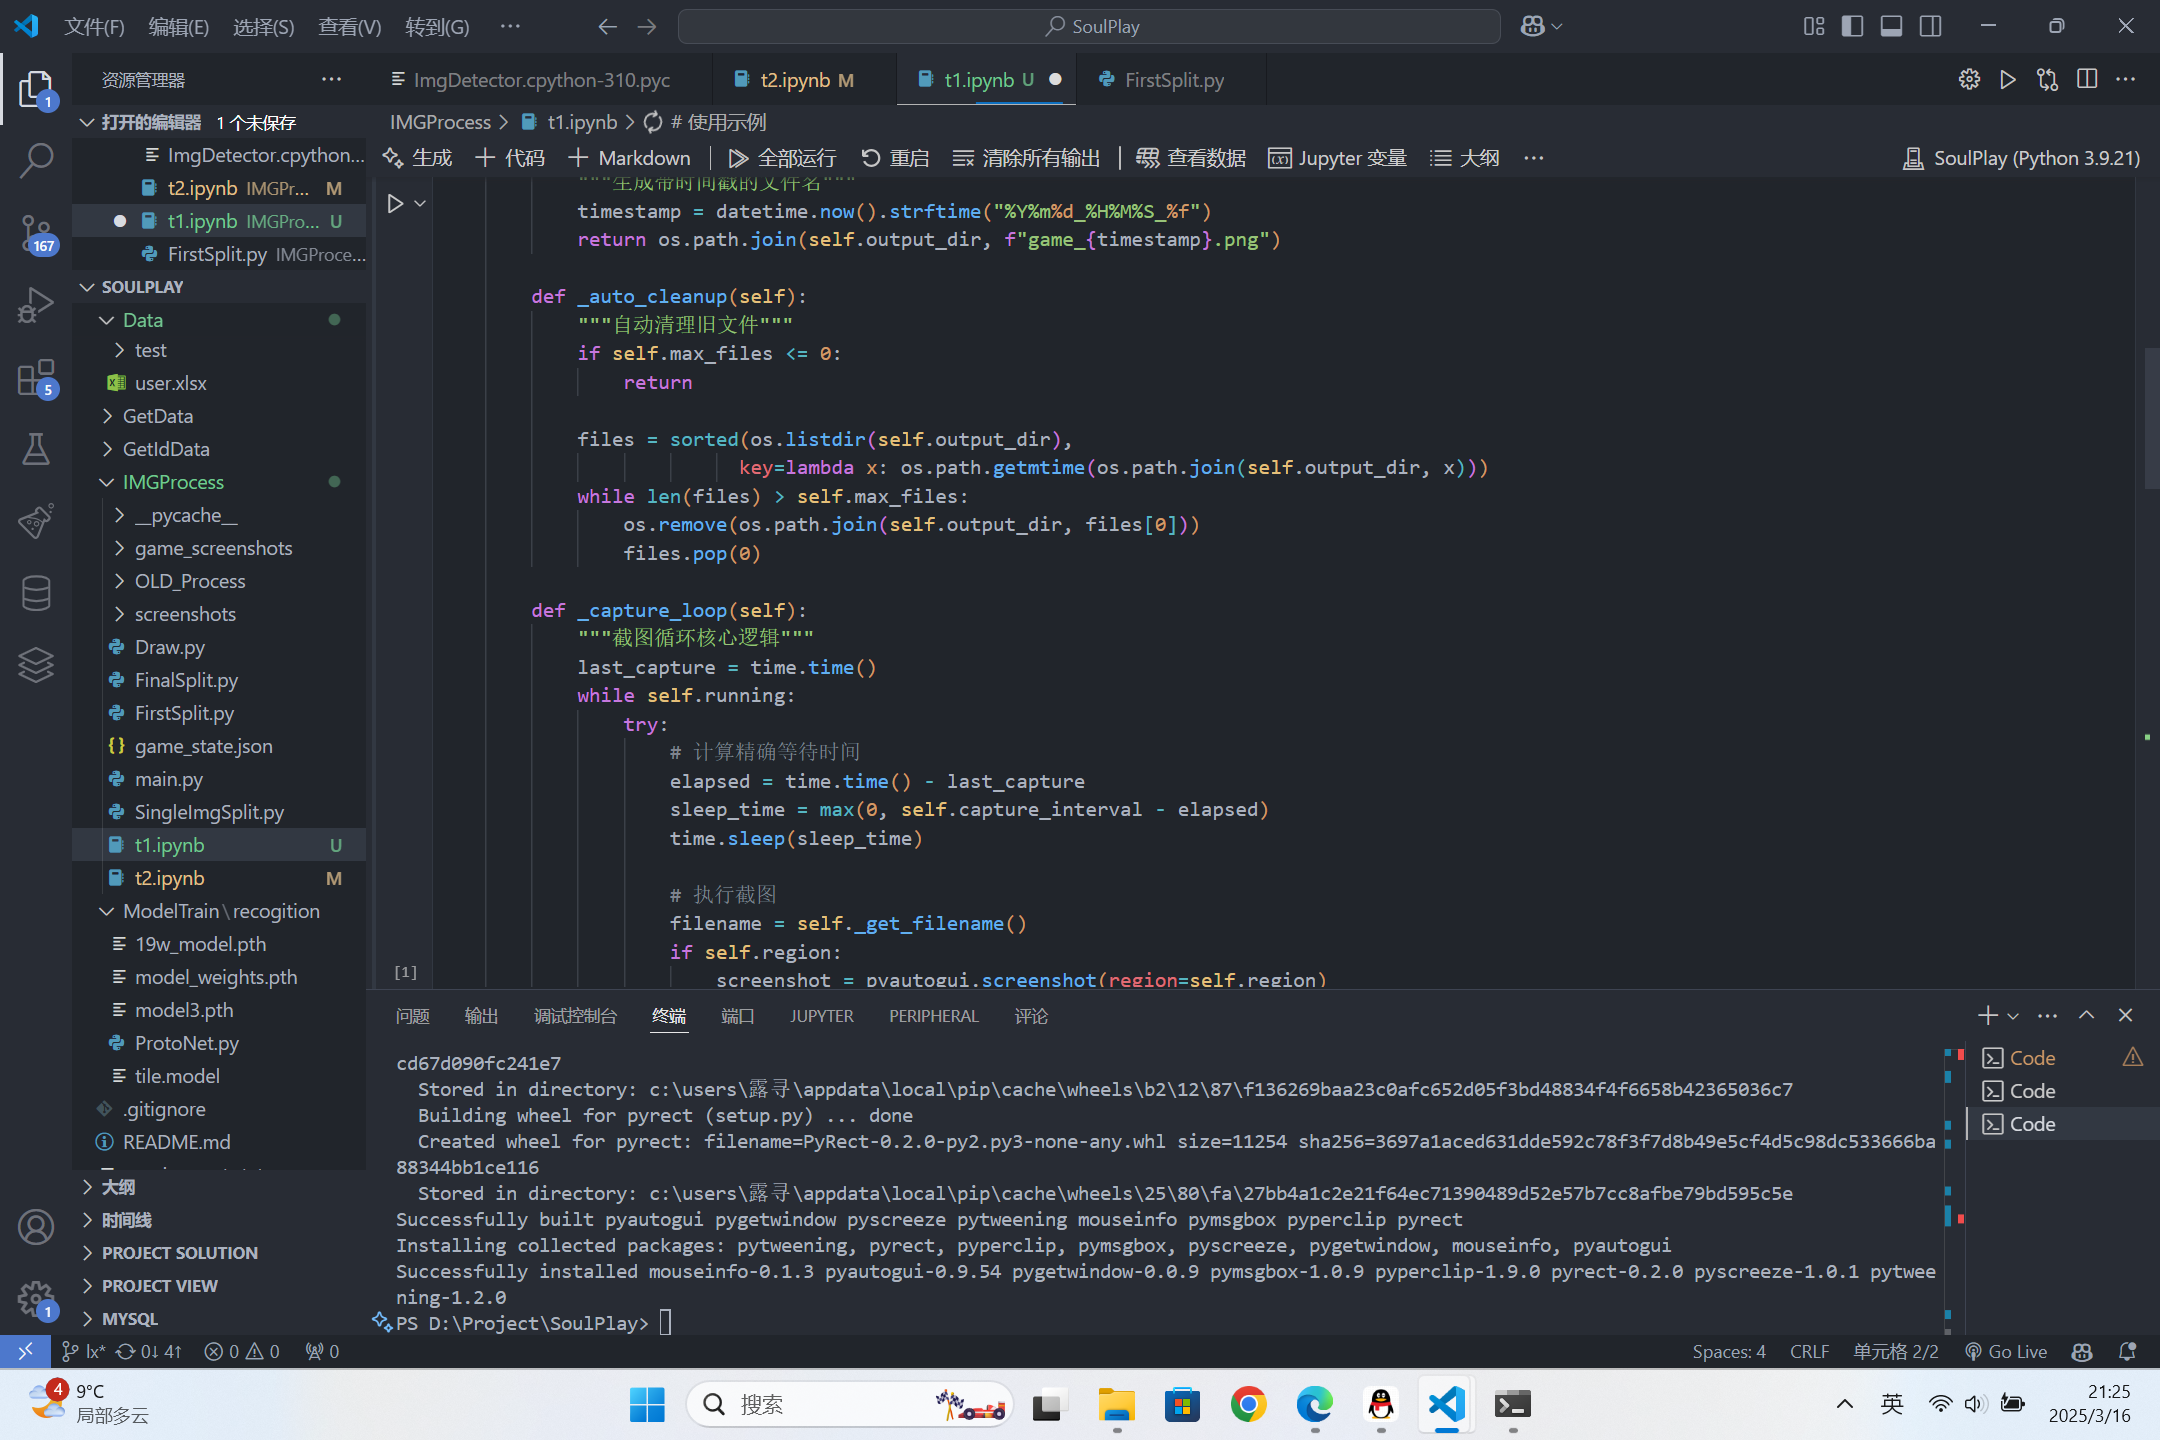 文件(F) 编辑(E) 选择(S) 查看(V) 转到(G) ··· SoulPlay
资源管理器 ···
ImgDetector.cpython-310.pyc t2.ipynb M t1.ipynb U FirstSplit.py
打开的编辑器 1 个未保存
ImgDetector.cpython...
t2.ipynb IMGPr... M
t1.ipynb IMGPro... U
FirstSplit.py IMGProce...
SOULPLAY
Data
test
user.xlsx
GetData
GetIdData
IMGProcess
__pycache__
game_screenshots
OLD_Process
screenshots
Draw.py
FinalSplit.py
FirstSplit.py
game_state.json
main.py
SingleImgSplit.py
t1.ipynb U
t2.ipynb M
ModelTrain\recogition
19w_model.pth
model_weights.pth
model3.pth
ProtoNet.py
tile.model
.gitignore
README.md
大纲
时间线
PROJECT SOLUTION
PROJECT VIEW
MYSQL
1
167
5
1
IMGProcess > t1.ipynb > # 使用示例
生成 + 代码 + Markdown 全部运行 重启 清除所有输出 查看数据 Jupyter 变量 大纲 ··· SoulPlay (Python 3.9.21)
"""生成带时间戳的文件名"""
timestamp = datetime.now().strftime("%Y%m%d_%H%M%S_%f")
return os.path.join(self.output_dir, f"game_{timestamp}.png")
def _auto_cleanup(self):
"""自动清理旧文件"""
if self.max_files <= 0:
return
files = sorted(os.listdir(self.output_dir),
key=lambda x: os.path.getmtime(os.path.join(self.output_dir, x)))
while len(files) > self.max_files:
os.remove(os.path.join(self.output_dir, files[0]))
files.pop(0)
def _capture_loop(self):
"""截图循环核心逻辑"""
last_capture = time.time()
while self.running:
try:
# 计算精确等待时间
elapsed = time.time() - last_capture
sleep_time = max(0, self.capture_interval - elapsed)
time.sleep(sleep_time)
# 执行截图
filename = self._get_filename()
if self.region:
[1]
screenshot = pyautogui.screenshot(region=self.region)
问题 输出 调试控制台 终端 端口 JUPYTER PERIPHERAL 评论
cd67d090fc241e7
Stored in directory: c:\users\露寻\appdata\local\pip\cache\wheels\b2\12\87\f136269baa23c0afc652d05f3bd48834f4f6658b42365036c7
Building wheel for pyrect (setup.py) ... done
Created wheel for pyrect: filename=PyRect-0.2.0-py2.py3-none-any.whl size=11254 sha256=3697a1aced631dde592c78f3f7d8b49e5cf4d5c98dc533666ba
88344bb1ce116
Stored in directory: c:\users\露寻\appdata\local\pip\cache\wheels\25\80\fa\27bb4a1c2e21f64ec71390489d52e57b7cc8afbe79bd595c5e
Successfully built pyautogui pygetwindow pyscreeze pytweening mouseinfo pymsgbox pyperclip pyrect
Installing collected packages: pytweening, pyrect, pyperclip, pymsgbox, pyscreeze, pygetwindow, mouseinfo, pyautogui
Successfully installed mouseinfo-0.1.3 pyautogui-0.9.54 pygetwindow-0.0.9 pymsgbox-1.0.9 pyperclip-1.9.0 pyrect-0.2.0 pyscreeze-1.0.1 pytwee
ning-1.2.0
PS D:\Project\SoulPlay>
Code
Code
Code
lx* 0↓ 4↑ 0 0 0 Spaces: 4 CRLF 单元格 2/2 Go Live
4
9°C
局部多云
搜索
英
21:25
2025/3/16